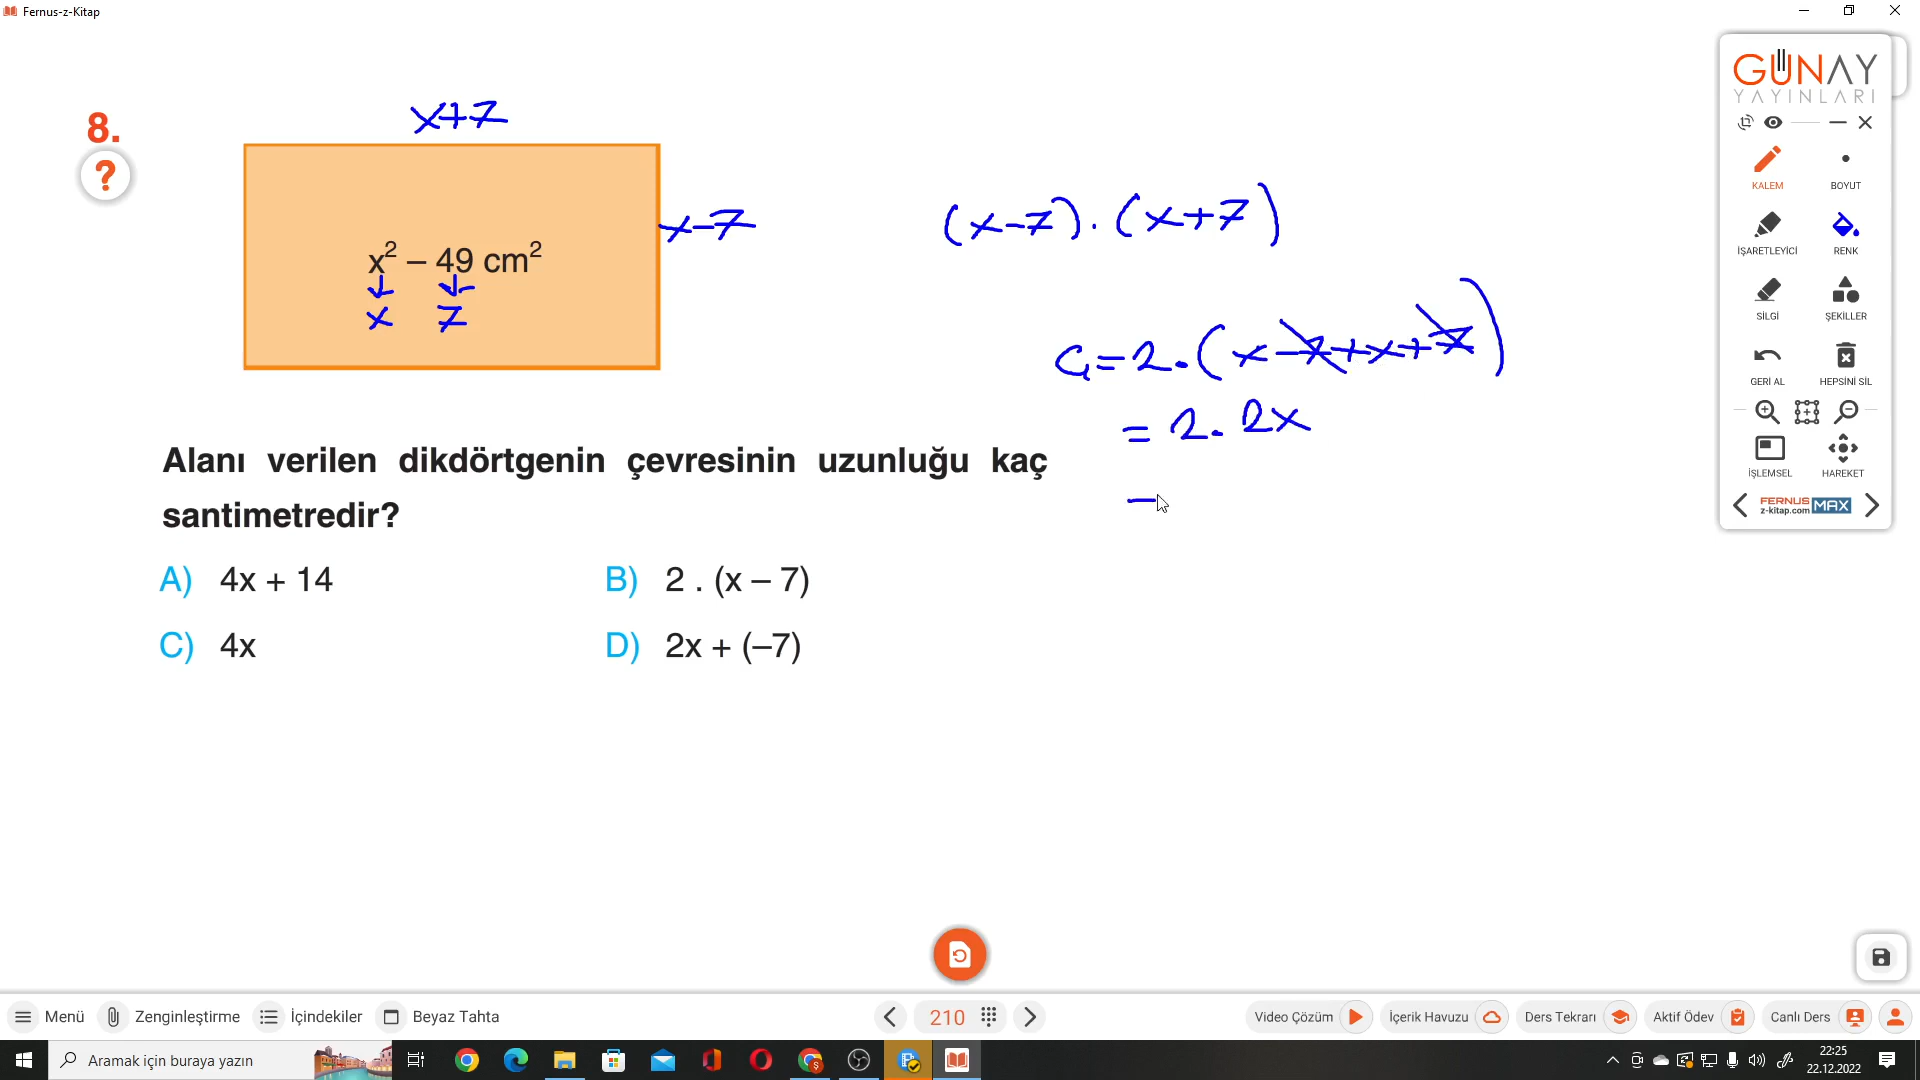 Fernus-z-Kitap
8.
?
x+7
x² – 49 cm²
x 7
x-7
(x-7).(x+7)
Ç=2.(x-7+x+7)
= 2. 2x
Alanı verilen dikdörtgenin çevresinin uzunluğu kaç
santimetredir?
A) 4x + 14
B) 2 . (x – 7)
C) 4x
D) 2x + (–7)
GÜNAY
YAYINLARI
KALEM
BOYUT
İŞARETLEYİCİ
RENK
SİLGİ
ŞEKİLLER
GERİ AL
HEPSİNİ SİL
İŞLEMSEL
HAREKET
FERNUS
z-kitap.com MAX
Menü
Zenginleştirme
İçindekiler
Beyaz Tahta
210
Video Çözüm
İçerik Havuzu
Ders Tekrarı
Aktif Ödev
Canlı Ders
Aramak için buraya yazın
22:25
22.12.2022